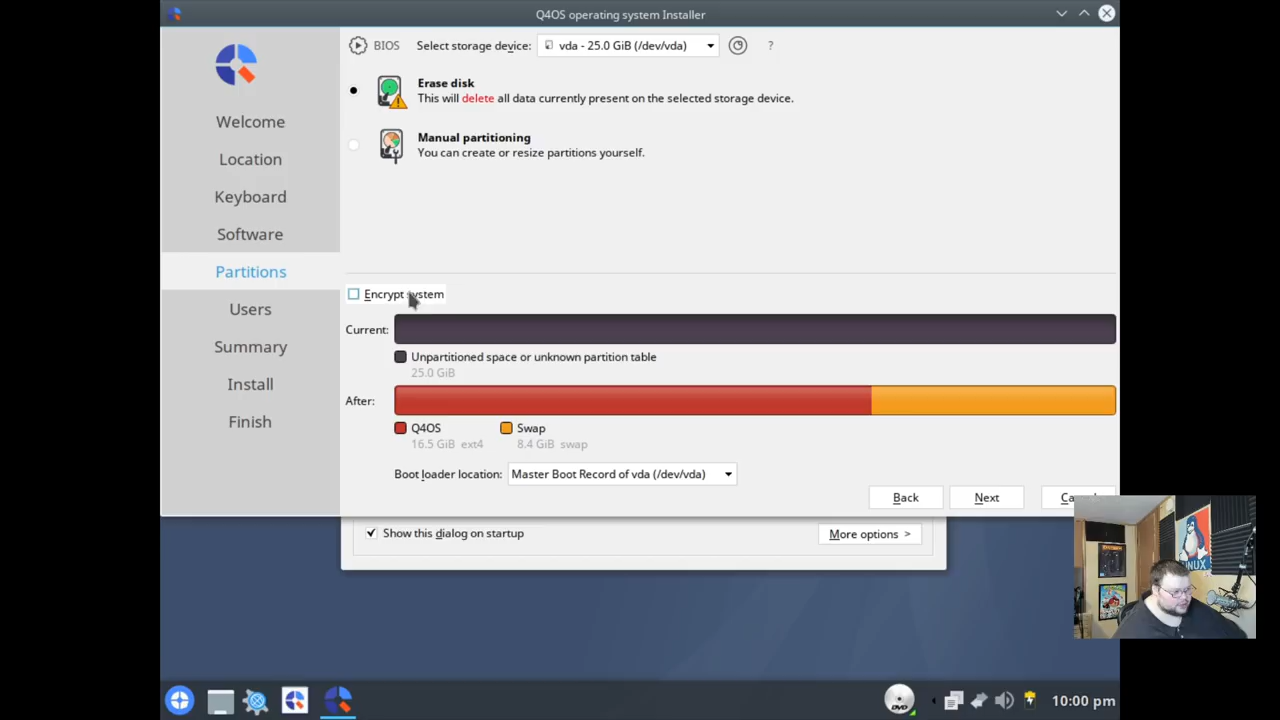 Q4OS operating system Installer
BIOS
Select storage device:
vda - 25.0 GiB (/dev/vda)
?
Erase disk
This will delete all data currently present on the selected storage device.
Manual partitioning
You can create or resize partitions yourself.
Welcome
Location
Keyboard
Software
Partitions
Users
Summary
Install
Finish
Encrypt system
Current:
Unpartitioned space or unknown partition table
25.0 GiB
After:
Q4OS
16.5 GiB ext4
Swap
8.4 GiB swap
Boot loader location:
Master Boot Record of vda (/dev/vda)
Back
Next
Show this dialog on startup
More options >
DVD
10:00 pm